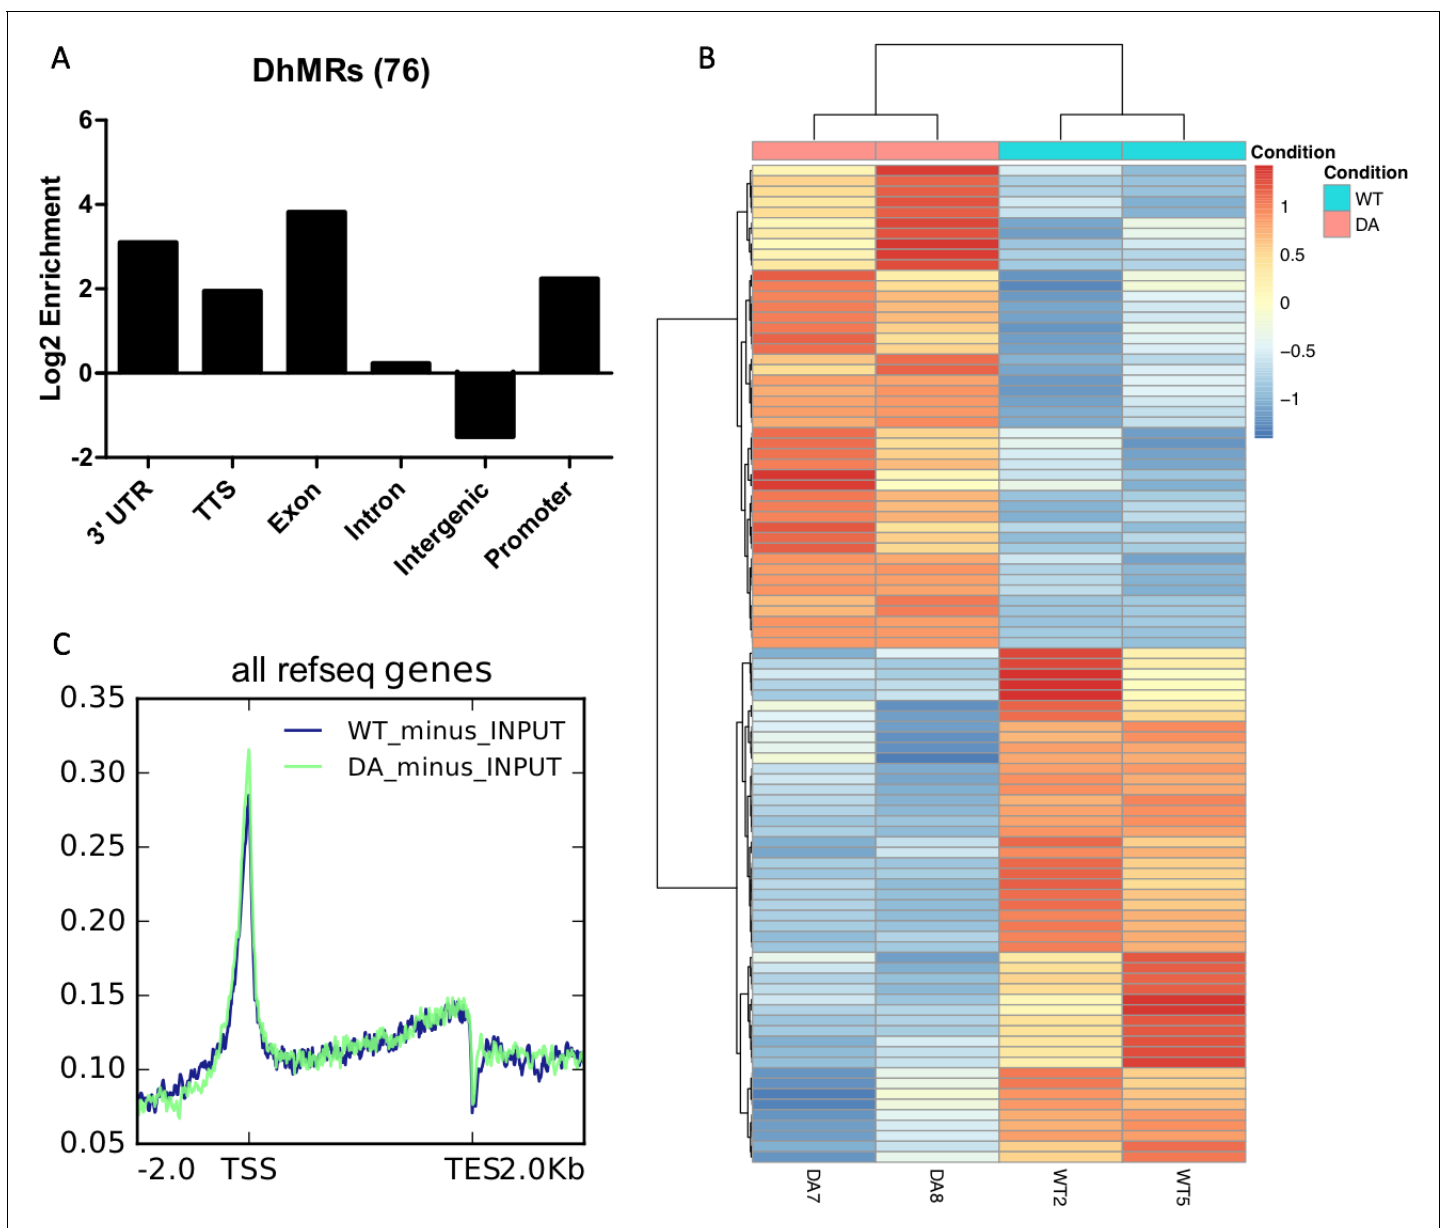 A
DhMRs (76)
6
4
2
0
-2
Log2 Enrichment
3' UTR
TTS
Exon
Intron
Intergenic
Promoter
B
Condition
1
0.5
0
−0.5
−1
Condition
WT
DA
DA7
DA8
WT2
WT5
C
all refseq genes
WT_minus_INPUT
DA_minus_INPUT
0.35
0.30
0.25
0.20
0.15
0.10
0.05
-2.0 TSS TES2.0Kb